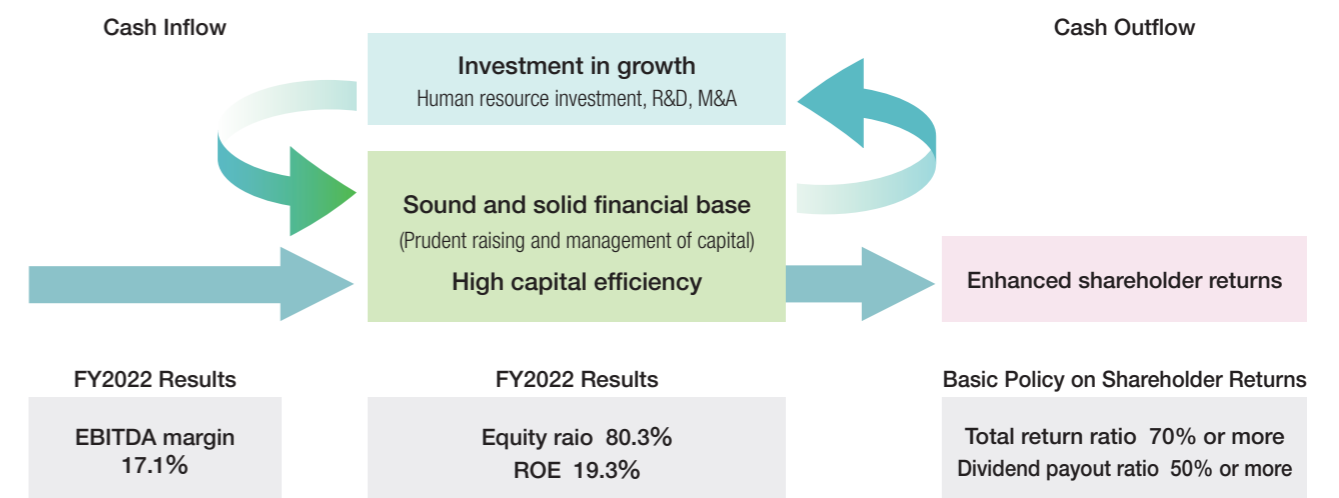 Cash Inflow
Cash Outflow
Investment in growth
Human resource investment, R&D, M&A
Sound and solid financial base
(Prudent raising and management of capital)
High capital efficiency
Enhanced shareholder returns
FY2022 Results
EBITDA margin
17.1%
FY2022 Results
Equity raio 80.3%
ROE 19.3%
Basic Policy on Shareholder Returns
Total return ratio 70% or more
Dividend payout ratio 50% or more